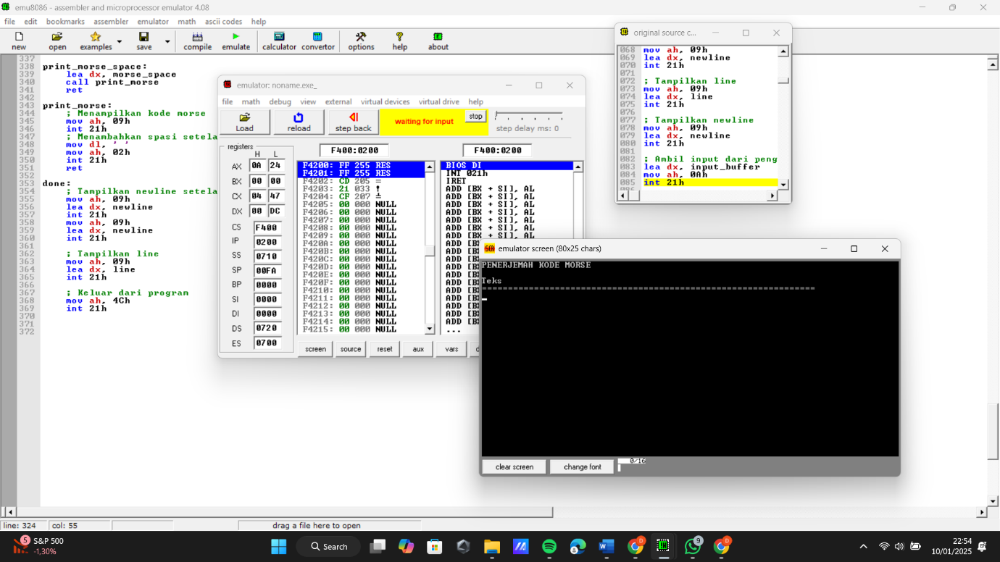 emu8086 - assembler and microprocessor emulator 4.08
file edit bookmarks assembler emulator math ascii codes help
new open examples save compile emulate calculator convertor options help about
337
338 print_morse_space:
339 lea dx, morse_space
340 call print_morse
341 ret
342
343 print_morse:
344 ; Menampilkan kode morse
345 mov ah, 09h
346 int 21h
347 ; Menambahkan spasi setela
348 mov dl, ' '
349 mov ah, 02h
350 int 21h
351 ret
352
353 done:
354 ; Tampilkan newline setela
355 mov ah, 09h
356 lea dx, newline
357 int 21h
358 mov ah, 09h
359 lea dx, newline
360 int 21h
361
362 ; Tampilkan line
363 mov ah, 09h
364 lea dx, line
365 int 21h
366
367 ; Keluar dari program
368 mov ah, 4Ch
369 int 21h
370
371
372
line: 324 col: 55 drag a file here to open
emulator: noname.exe_
file math debug view external virtual devices virtual drive help
Load reload step back waiting for input stop step delay ms: 0
registers F400:0200 F400:0200
H L
AX 0A 24
BX 00 00
CX 04 47
DX 00 DC
CS F400
IP 0200
SS 0710
SP 00FA
BP 0000
SI 0000
DI 0000
DS 0720
ES 0700
F4200: FF 255 RES
F4201: FF 255 RES
F4202: CD 205 =
F4203: 21 033 !
F4204: CF 207 ╧
F4205: 00 000 NULL
F4206: 00 000 NULL
F4207: 00 000 NULL
F4208: 00 000 NULL
F4209: 00 000 NULL
F420A: 00 000 NULL
F420B: 00 000 NULL
F420C: 00 000 NULL
F420D: 00 000 NULL
F420E: 00 000 NULL
F420F: 00 000 NULL
F4210: 00 000 NULL
F4211: 00 000 NULL
F4212: 00 000 NULL
F4213: 00 000 NULL
F4214: 00 000 NULL
F4215: 00 000 NULL
BIOS DI
INT 021h
IRET
ADD [BX + SI], AL
ADD [BX + SI], AL
ADD [BX + SI], AL
ADD [BX + SI], AL
ADD [BX + SI], AL
ADD [BX + SI], AL
ADD [BX + SI], AL
ADD [B
ADD [B
ADD [B
ADD [B
ADD [B
ADD [B
ADD [B
ADD [B
ADD [B
ADD [B
ADD [B
...
screen source reset aux vars d
original source c...
068 mov ah, 09h
069 lea dx, newline
070 int 21h
071
072 ; Tampilkan line
073 mov ah, 09h
074 lea dx, line
075 int 21h
076
077 ; Tampilkan newline
078 mov ah, 09h
079 lea dx, newline
080 int 21h
081
082 ; Ambil input dari peng
083 lea dx, input_buffer
084 mov ah, 0Ah
085 int 21h
086
emulator screen (80x25 chars)
PENERJEMAH KODE MORSE
Teks
================================================================
clear screen change font 0/16
5 S&P 500
-1,30%
Search
9
22:54
10/01/2025